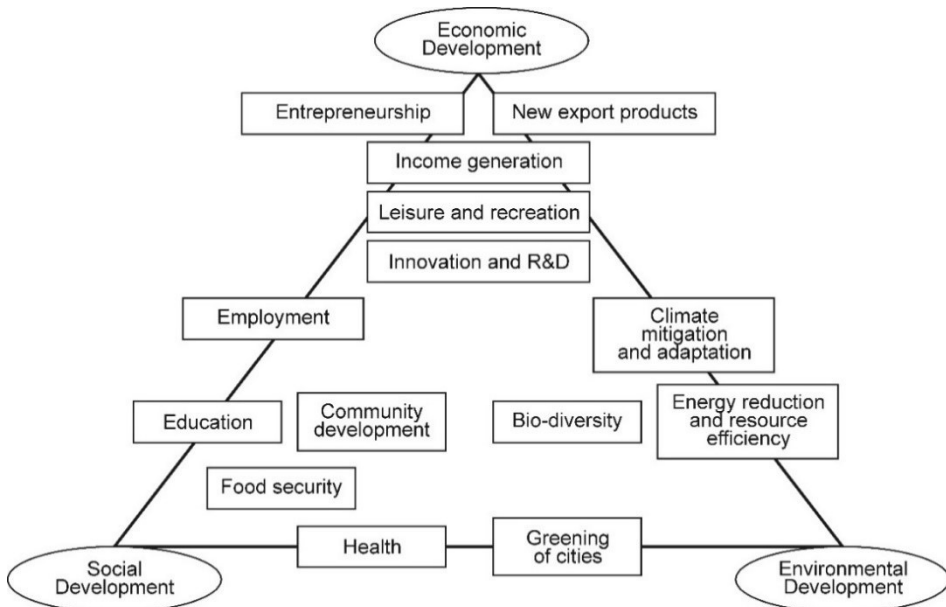 Economic
Development
Entrepreneurship
New export products
Income generation
Leisure and recreation
Innovation and R&D
Employment
Climate
mitigation
and adaptation
Education
Community
development
Bio-diversity
Energy reduction
and resource
efficiency
Food security
Health
Greening
of cities
Social
Development
Environmental
Development